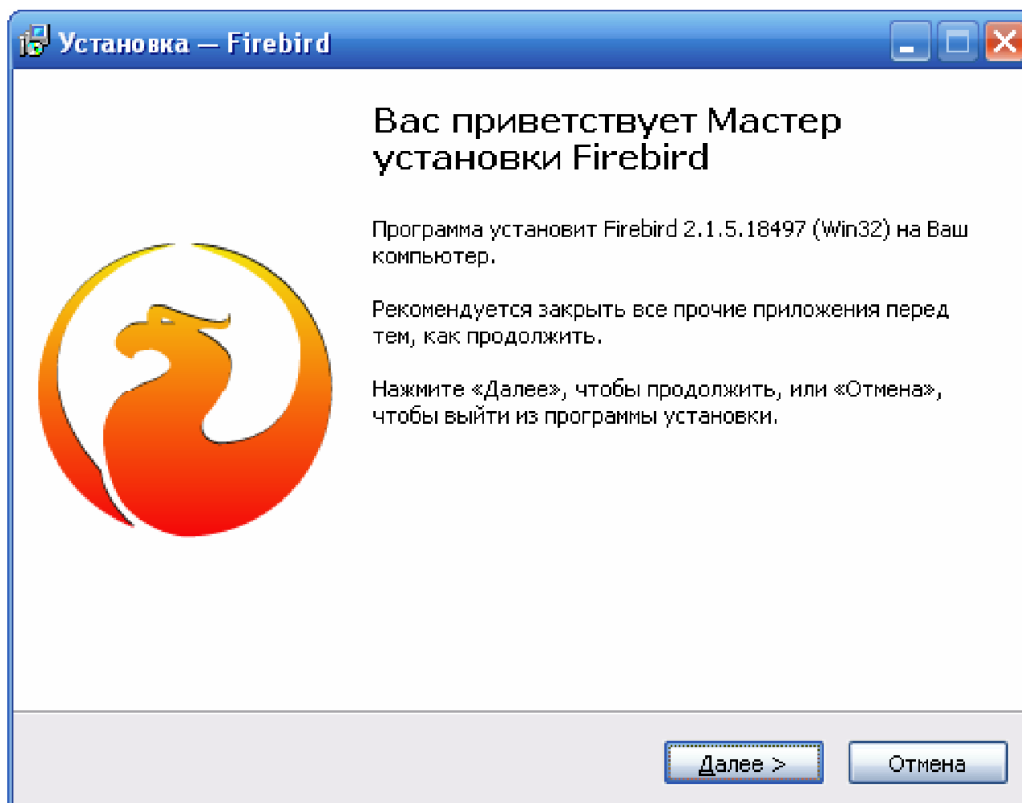 Установка — Firebird
Вас приветствует Мастер
установки Firebird
Программа установит Firebird 2.1.5.18497 (Win32) на Ваш
компьютер.
Рекомендуется закрыть все прочие приложения перед
тем, как продолжить.
Нажмите «Далее», чтобы продолжить, или «Отмена»,
чтобы выйти из программы установки.
Далее >
Отмена